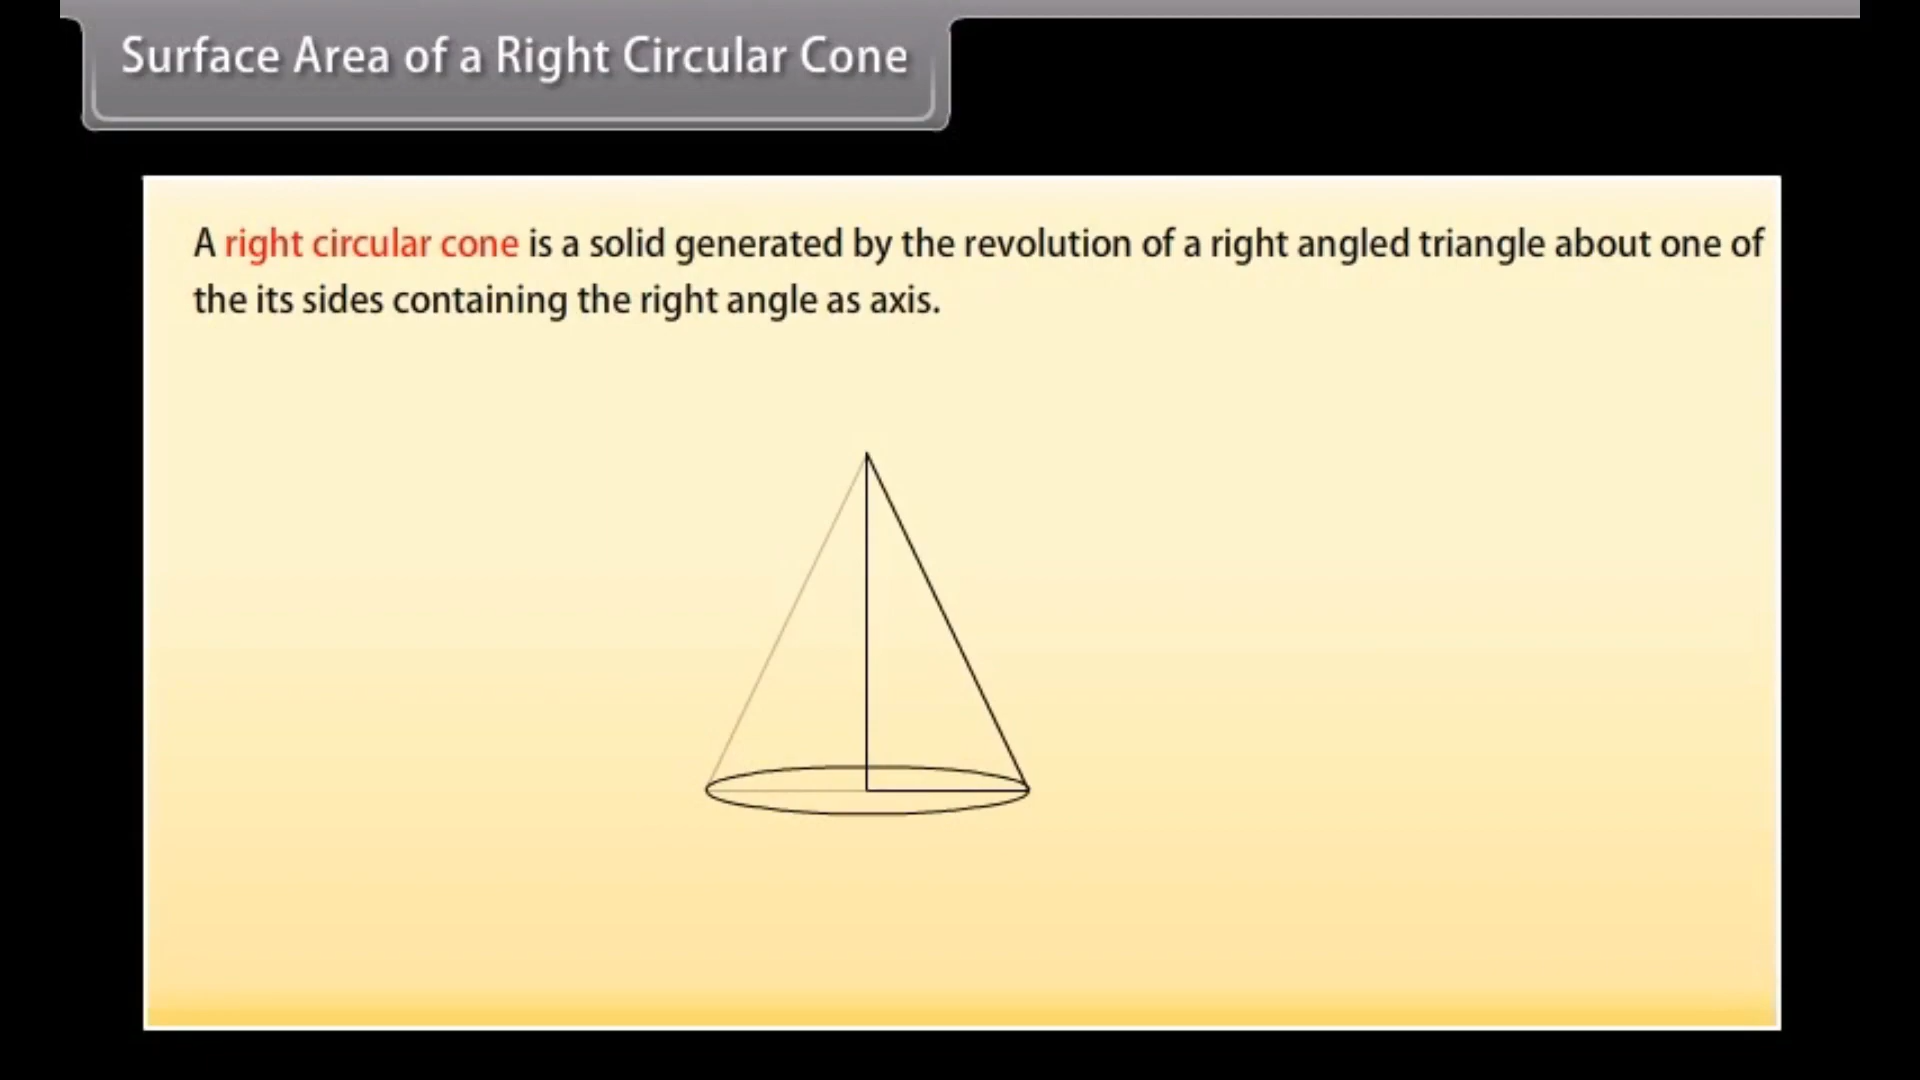 Surface Area of a Right Circular Cone
A right circular cone is a solid generated by the revolution of a right angled triangle about one of
the its sides containing the right angle as axis.